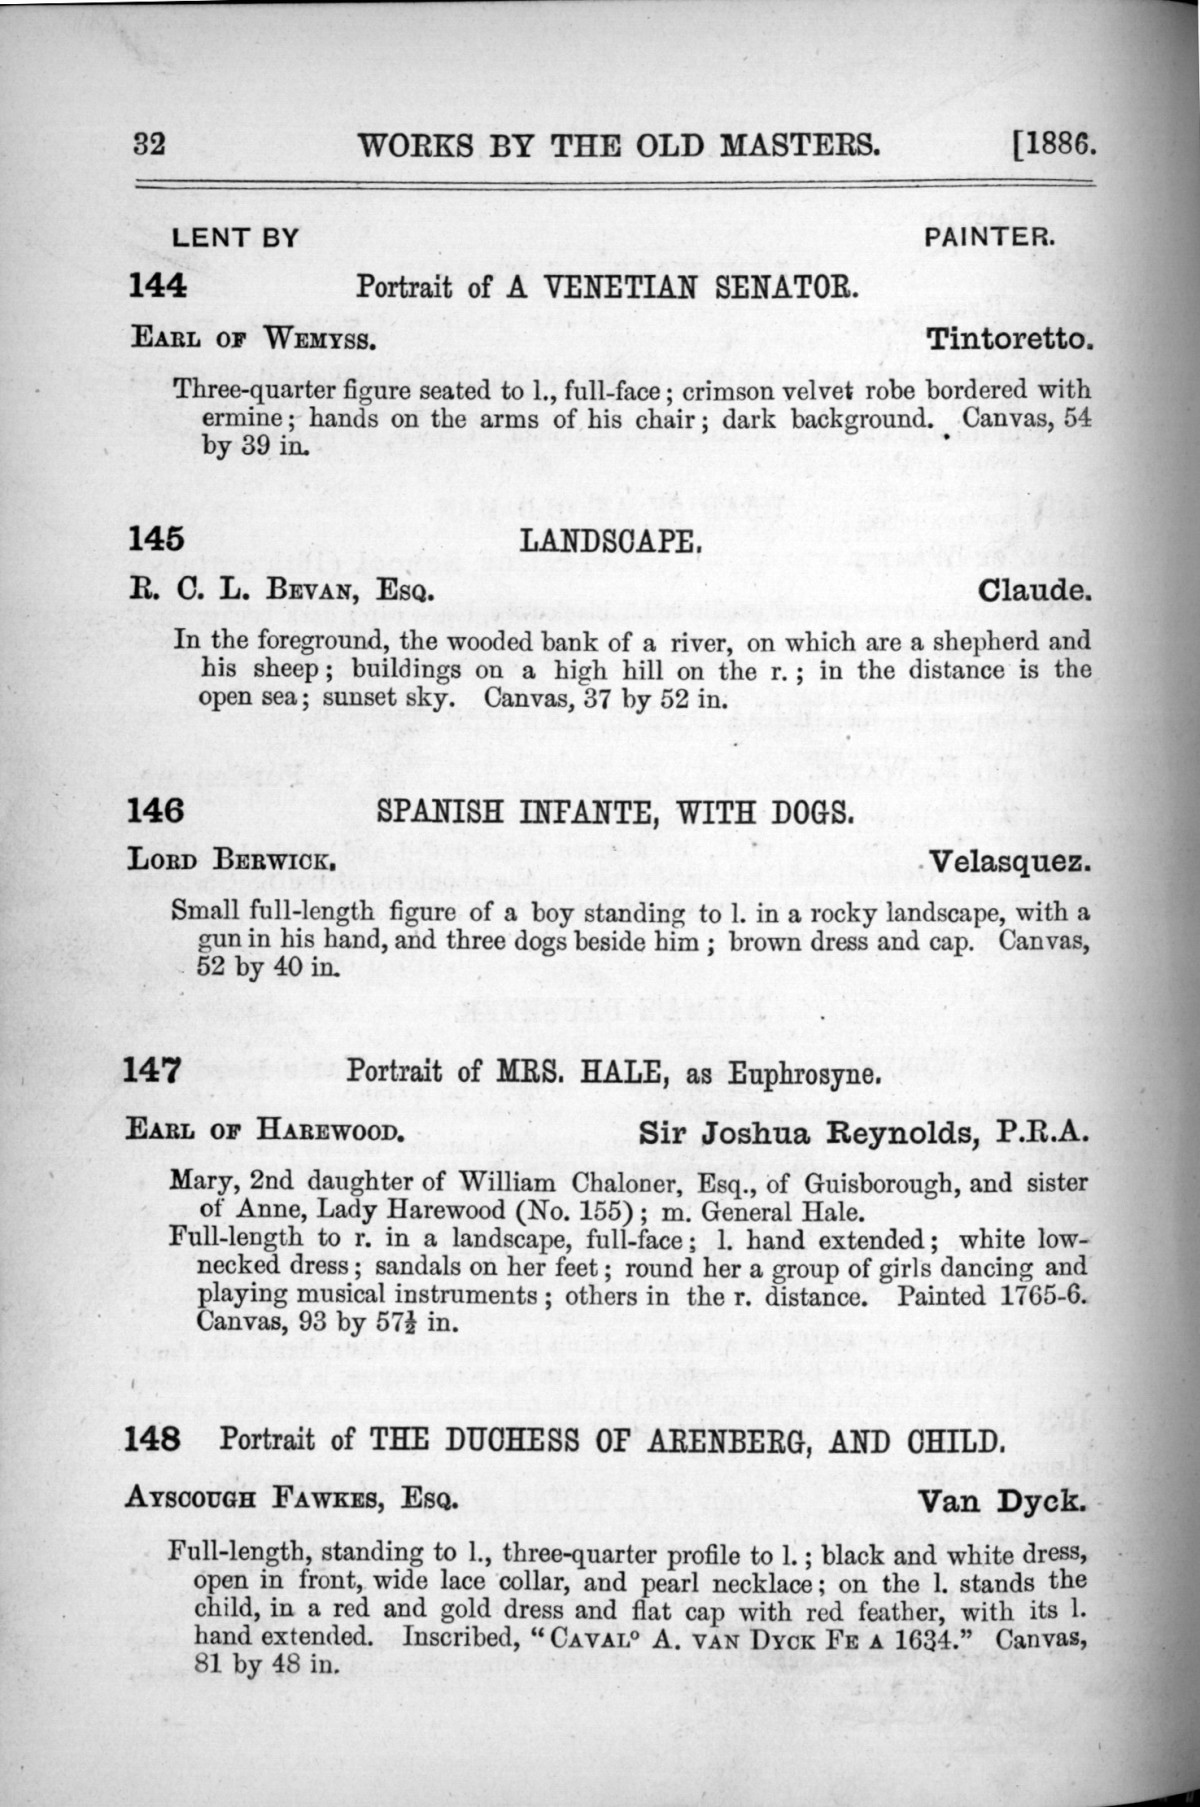 32 WORKS BY THE OLD MASTERS. [1886.
LENT BY PAINTER.
144 Portrait of A VENETIAN SENATOR.
EARL OF WEMYSS. Tintoretto.
Three-quarter figure seated to l., full-face; crimson velvet robe bordered with
ermine; hands on the arms of his chair; dark background. Canvas, 54
by 39 in.
145 LANDSCAPE.
R. C. L. BEVAN, ESQ. Claude.
In the foreground, the wooded bank of a river, on which are a shepherd and
his sheep; buildings on a high hill on the r.; in the distance is the
open sea; sunset sky. Canvas, 37 by 52 in.
146 SPANISH INFANTE, WITH DOGS.
LORD BERWICK. Velasquez.
Small full-length figure of a boy standing to l. in a rocky landscape, with a
gun in his hand, and three dogs beside him; brown dress and cap. Canvas,
52 by 40 in.
147 Portrait of MRS. HALE, as Euphrosyne.
EARL OF HAREWOOD. Sir Joshua Reynolds, P.R.A.
Mary, 2nd daughter of William Chaloner, Esq., of Guisborough, and sister
of Anne, Lady Harewood (No. 155); m. General Hale.
Full-length to r. in a landscape, full-face; l. hand extended; white low-
necked dress; sandals on her feet; round her a group of girls dancing and
playing musical instruments; others in the r. distance. Painted 1765-6.
Canvas, 93 by 57½ in.
148 Portrait of THE DUCHESS OF ARENBERG, AND CHILD.
AYSCOUGH FAWKES, ESQ. Van Dyck.
Full-length, standing to l., three-quarter profile to l.; black and white dress,
open in front, wide lace collar, and pearl necklace; on the l. stands the
child, in a red and gold dress and flat cap with red feather, with its l.
hand extended. Inscribed, "CAVALº A. VAN DYCK FE A 1634." Canvas,
81 by 48 in.